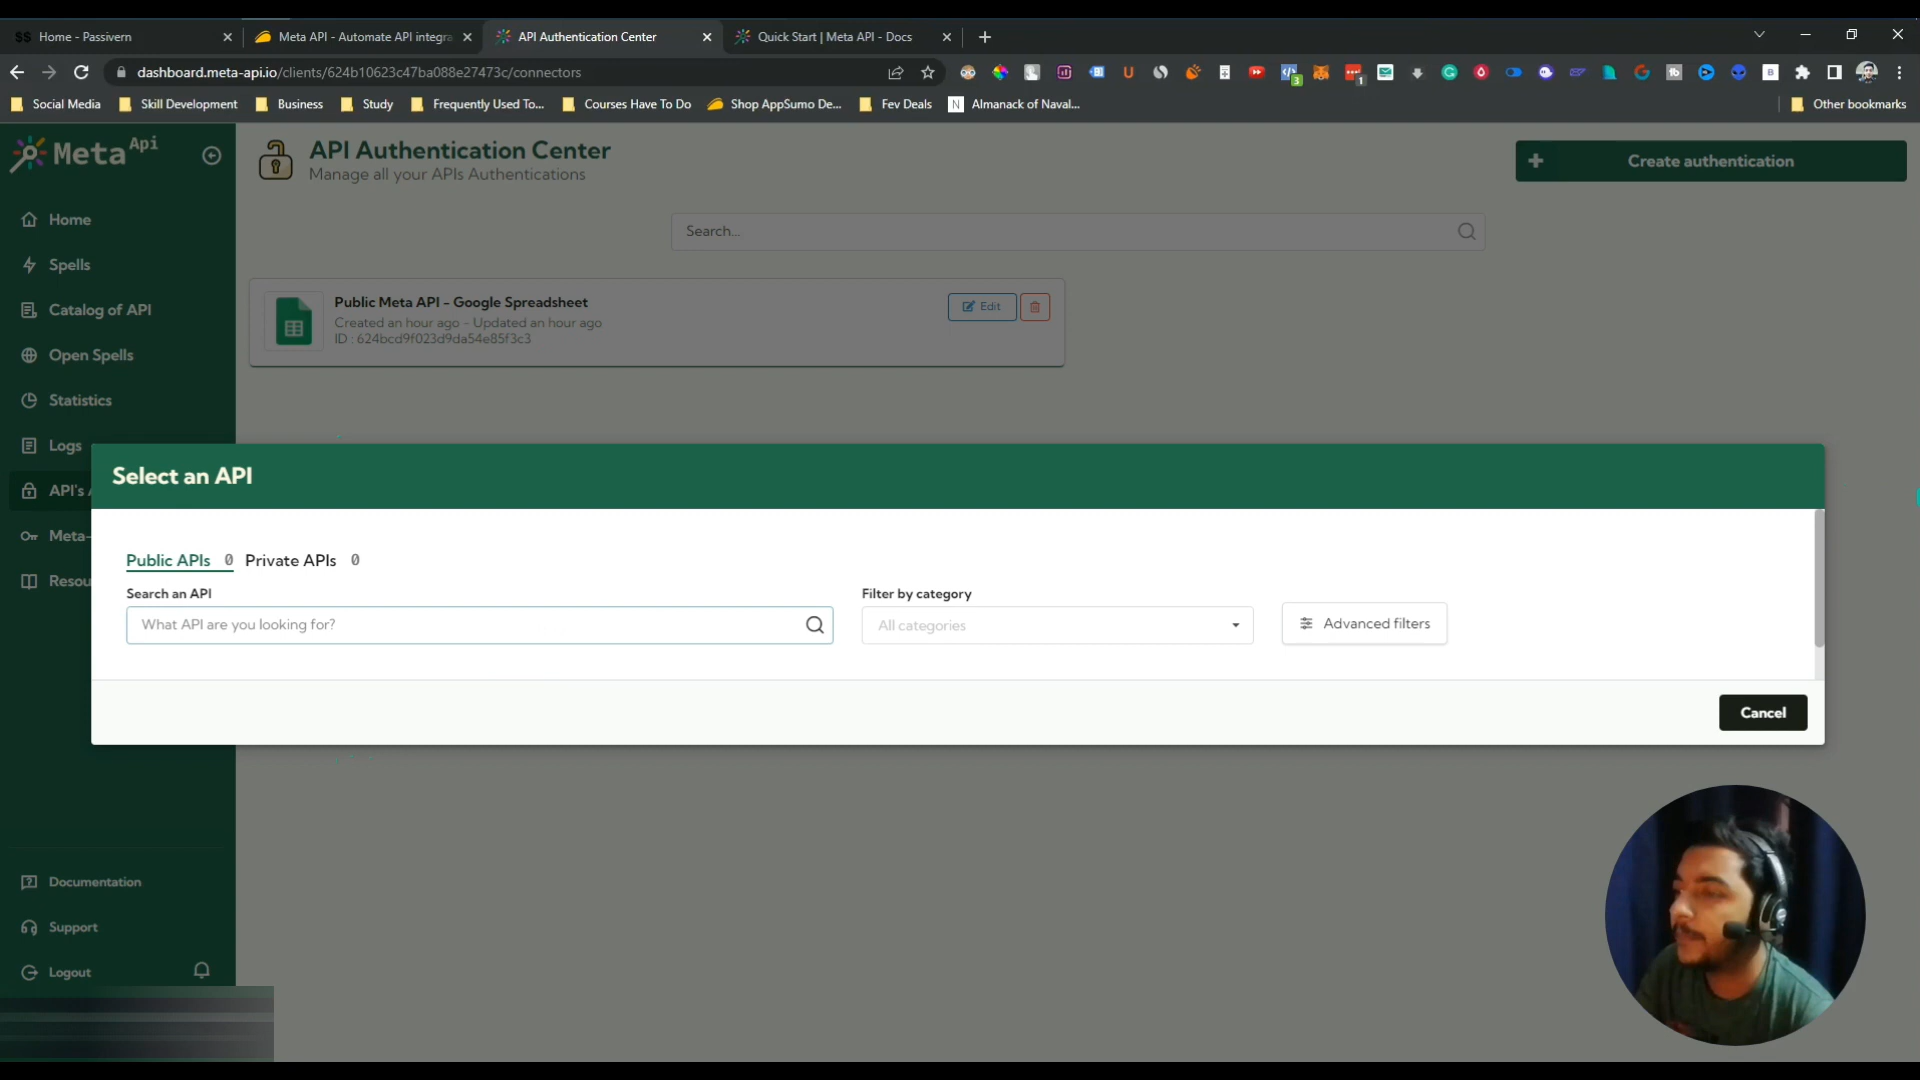 Home - Passivern
Meta API - Automate API integra
API Authentication Center
Quick Start | Meta API - Docs
dashboard.meta-api.io/clients/624b10623c47ba088e27473c/connectors
Social Media
Skill Development
Business
Study
Frequently Used To...
Courses Have To Do
Shop AppSumo De...
Fev Deals
Almanack of Naval...
Other bookmarks
Meta Api
API Authentication Center
Manage all your APIs Authentications
Create authentication
Search...
Home
Spells
Catalog of API
Open Spells
Statistics
Logs
API's
Meta-
Resou
Public Meta API - Google Spreadsheet
Created an hour ago - Updated an hour ago
ID : 624bcd9f023d9da54e85f3c3
Edit
Select an API
Public APIs 0 Private APIs 0
Search an API
What API are you looking for?
Filter by category
All categories
Advanced filters
Cancel
Documentation
Support
Logout